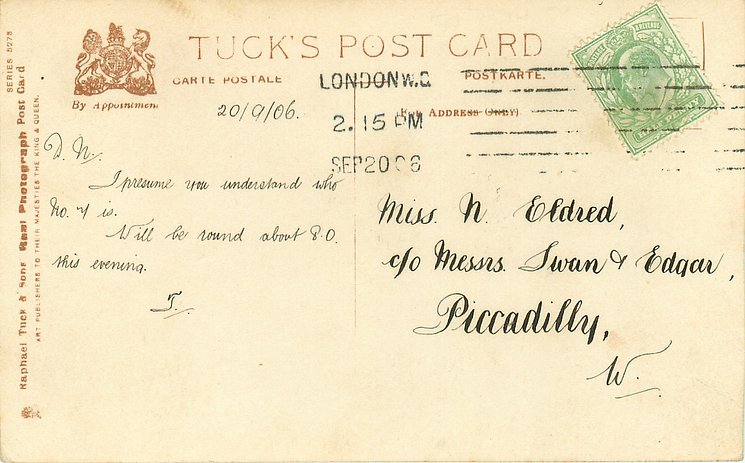 TUCK'S POST CARD
CARTE POSTALE
POSTKARTE.
By Appointment
(For Address Only)
LONDON W.C
2.15 PM
SEP 20 06
20/9/06.
D. N.
I presume you understand who
No. 4 is.
Will be round about 8.0.
this evening.
T.
Miss. N. Eldred,
c/o Messrs. Swan & Edgar,
Piccadilly,
W.
Raphael Tuck & Sons Real Photograph Post Card SERIES 5273
ART PUBLISHERS TO THEIR MAJESTIES THE KING & QUEEN.